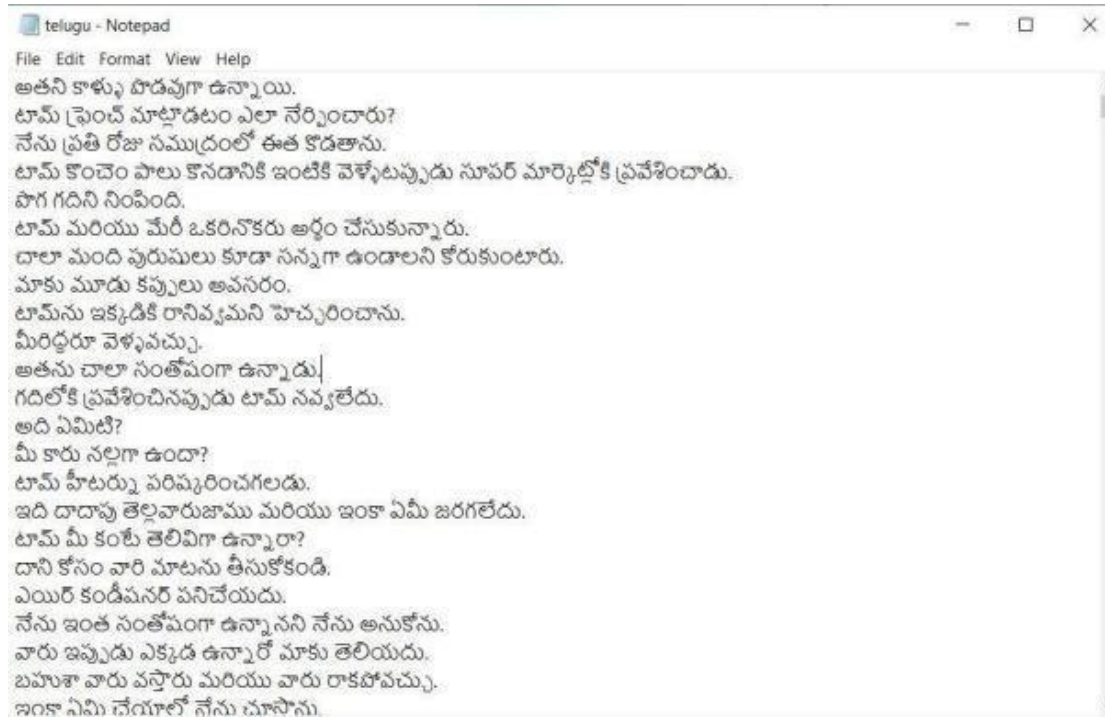 telugu - Notepad
File Edit Format View Help
అతని కాళ్ళు పొడవుగా ఉన్నాయి.
టామ్ ఫ్రెంచ్ మాట్లాడటం ఎలా నేర్పించారు?
నేను ప్రతి రోజు సముద్రంలో ఈత కొడతాను.
టామ్ కొంచెం పాలు కొనడానికి ఇంటికి వెళ్ళేటప్పుడు సూపర్ మార్కెట్లోకి ప్రవేశించాడు.
పొగ గదిని నింపింది.
టామ్ మరియు మేరీ ఒకరినొకరు అర్థం చేసుకున్నారు.
చాలా మంది పురుషులు కూడా సన్నగా ఉండాలని కోరుకుంటారు.
మాకు మూడు కప్పులు అవసరం.
టామ్‌ను ఇక్కడికి రానివ్వమని హెచ్చరించాను.
మీరిద్దరూ వెళ్ళవచ్చు.
అతను చాలా సంతోషంగా ఉన్నాడు.
గదిలోకి ప్రవేశించినప్పుడు టామ్ నవ్వలేదు.
అది ఏమిటి?
మీ కారు నల్లగా ఉందా?
టామ్ హీటర్ను పరిష్కరించగలడు.
ఇది దాదాపు తెల్లవారుజాము మరియు ఇంకా ఏమీ జరగలేదు.
టామ్ మీ కంటే తెలివిగా ఉన్నారా?
దాని కోసం వారి మాటను తీసుకోకండి.
ఎయిర్ కండీషనర్ పనిచేయదు.
నేను ఇంత సంతోషంగా ఉన్నానని నేను అనుకోను.
వారు ఇప్పుడు ఎక్కడ ఉన్నారో మాకు తెలియదు.
బహుశా వారు వస్తారు మరియు వారు రాకపోవచ్చు.
ఇంకా ఏమి చేయాలో నేను చూస్తాను.